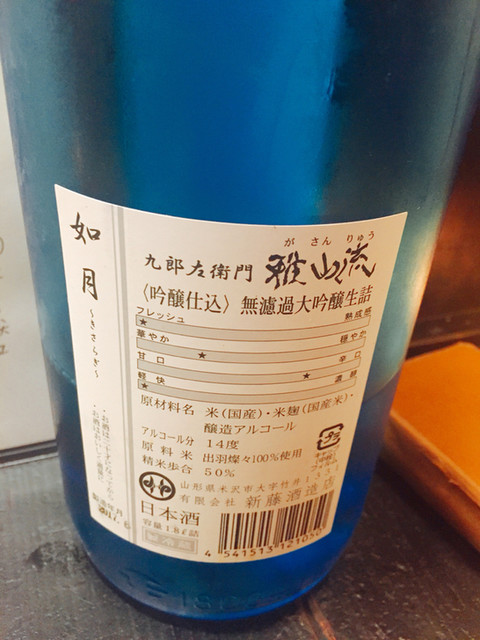 如月
〜きさらぎ〜
がさんりゅう
九郎左衛門 雅山流
〈吟醸仕込〉無濾過大吟醸生詰
フレッシュ 熟成感
華やか 穏やか
甘口 辛口
軽快 濃醇
原材料名 米(国産)・米麹(国産米)・
醸造アルコール
アルコール分 14度
原料米 出羽燦々100%使用
精米歩合 50%
山形県米沢市大字竹井1331
有限会社 新藤酒造店
日本酒
4 541513 121050